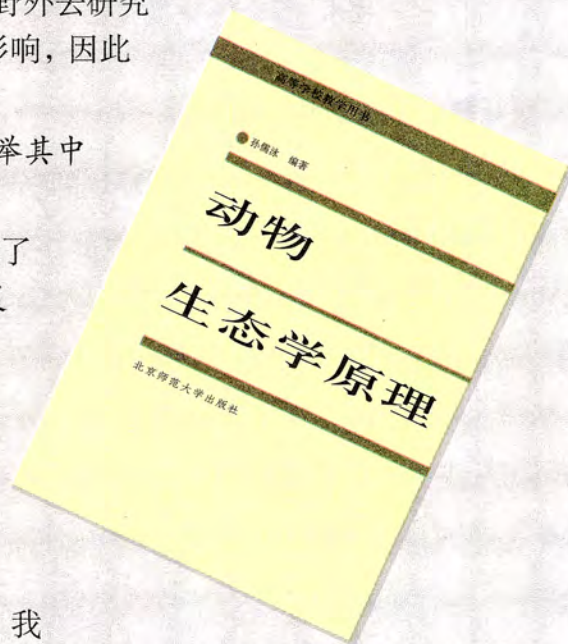 野外去研究
影响，因此
举其中
了
我
高等学校教学用书
孙儒泳 编著
动物
生态学原理
北京师范大学出版社